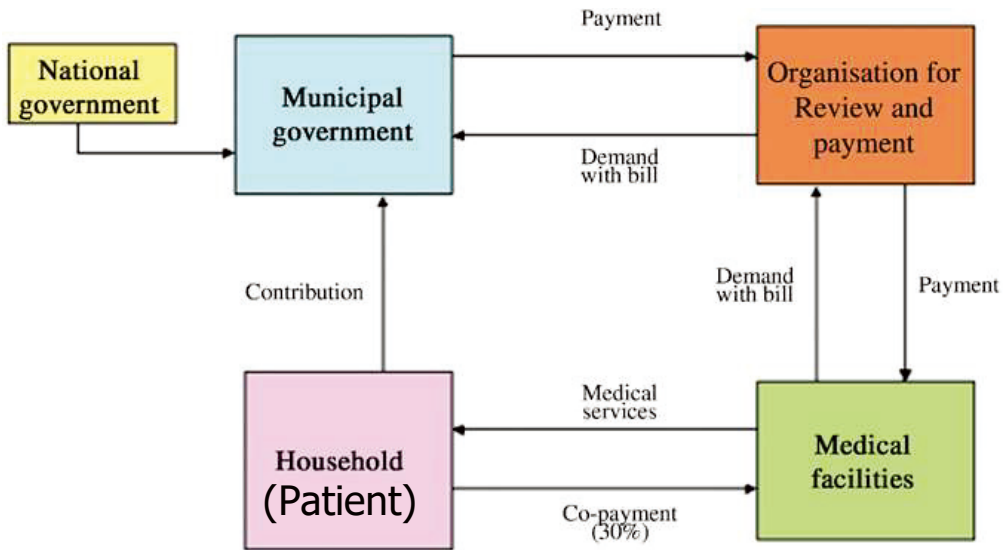 Payment
National
government
Municipal
government
Organisation for
Review and
payment
Demand
with bill
Contribution
Demand
with bill
Payment
Medical
services
Household
(Patient)
Medical
facilities
Co-payment
(30%)